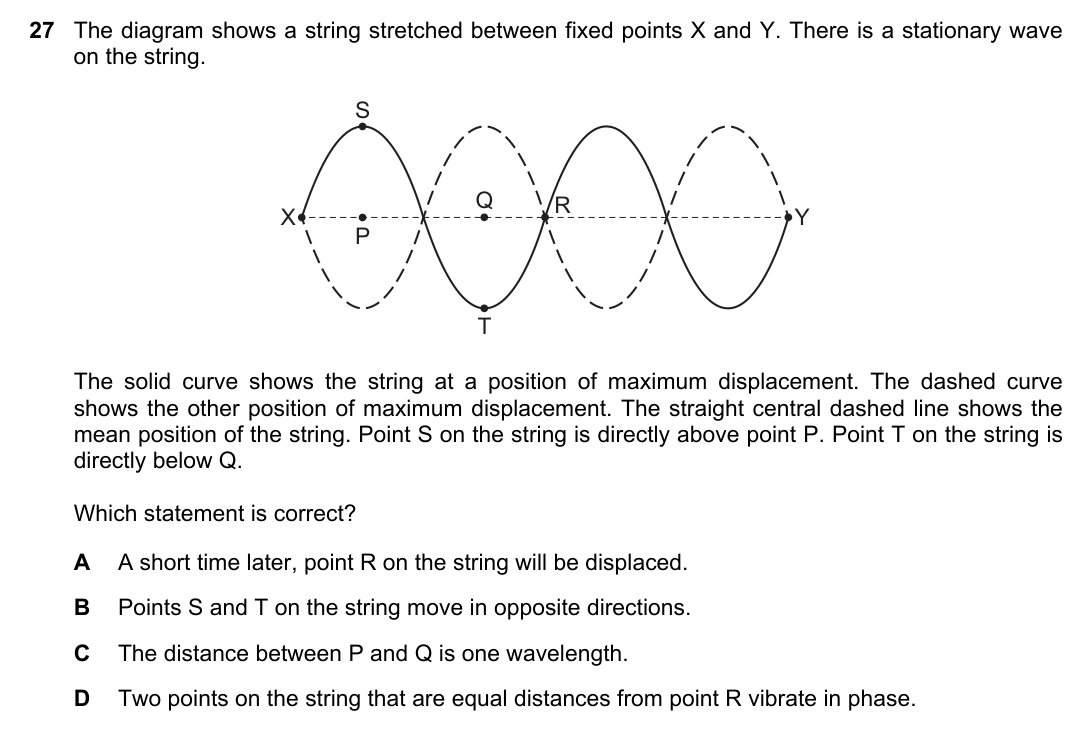 27 The diagram shows a string stretched between fixed points X and Y. There is a stationary wave
on the string.
S
Q
R
X
Y
P
T
The solid curve shows the string at a position of maximum displacement. The dashed curve
shows the other position of maximum displacement. The straight central dashed line shows the
mean position of the string. Point S on the string is directly above point P. Point T on the string is
directly below Q.
Which statement is correct?
A A short time later, point R on the string will be displaced.
B Points S and T on the string move in opposite directions.
C The distance between P and Q is one wavelength.
D Two points on the string that are equal distances from point R vibrate in phase.